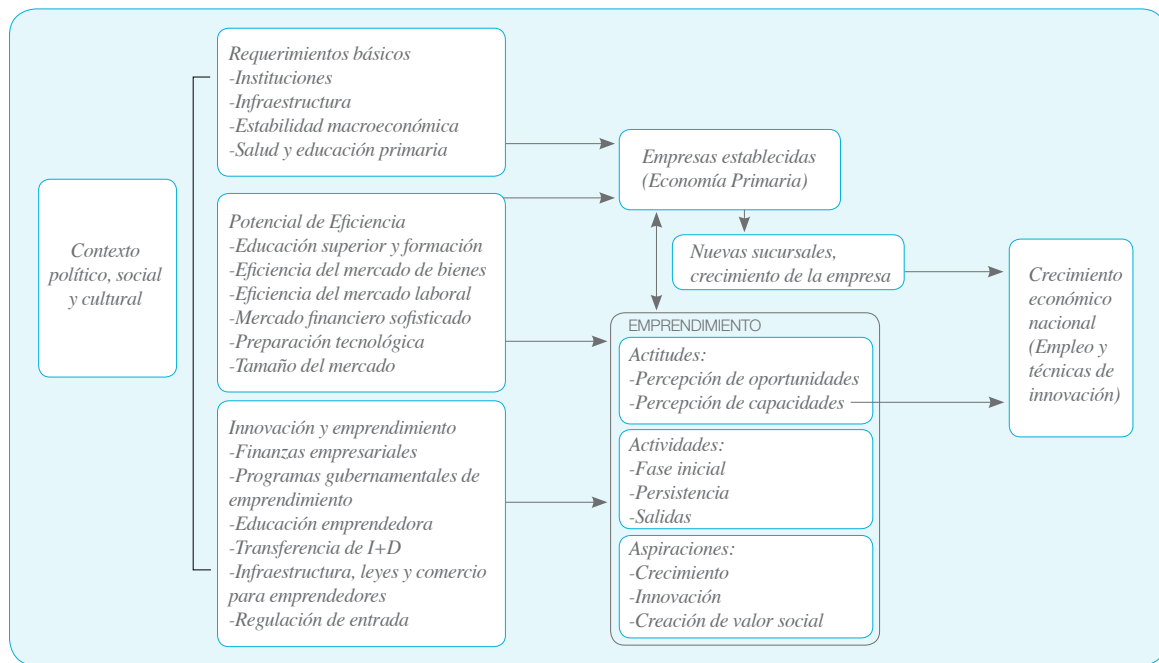 Contexto
político, social
y cultural
Requerimientos básicos
-Instituciones
-Infraestructura
-Estabilidad macroeconómica
-Salud y educación primaria
Potencial de Eficiencia
-Educación superior y formación
-Eficiencia del mercado de bienes
-Eficiencia del mercado laboral
-Mercado financiero sofisticado
-Preparación tecnológica
-Tamaño del mercado
Innovación y emprendimiento
-Finanzas empresariales
-Programas gubernamentales de
emprendimiento
-Educación emprendedora
-Transferencia de I+D
-Infraestructura, leyes y comercio
para emprendedores
-Regulación de entrada
Empresas establecidas
(Economía Primaria)
Nuevas sucursales,
crecimiento de la empresa
EMPRENDIMIENTO
Actitudes:
-Percepción de oportunidades
-Percepción de capacidades
Actividades:
-Fase inicial
-Persistencia
-Salidas
Aspiraciones:
-Crecimiento
-Innovación
-Creación de valor social
Crecimiento
económico
nacional
(Empleo y
técnicas de
innovación)